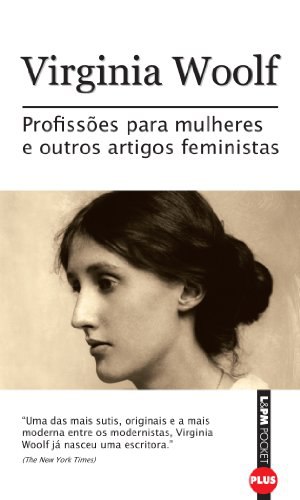 Virginia Woolf
Profissões para mulheres
e outros artigos feministas
"Uma das mais sutis, originais e a mais
moderna entre os modernistas, Virginia
Woolf já nasceu uma escritora."
(The New York Times)
L&PM POCKET
PLUS